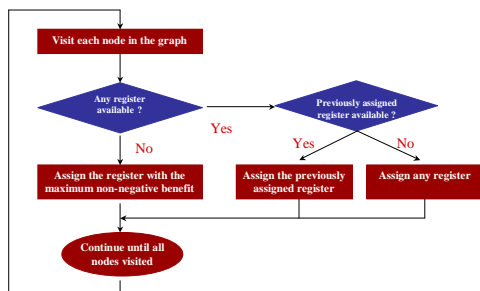 Visit each node in the graph
Any register
available ?
Yes
Previously assigned
register available ?
No
Yes
No
Assign the register with the
maximum non-negative benefit
Assign the previously
assigned register
Assign any register
Continue until all
nodes visited